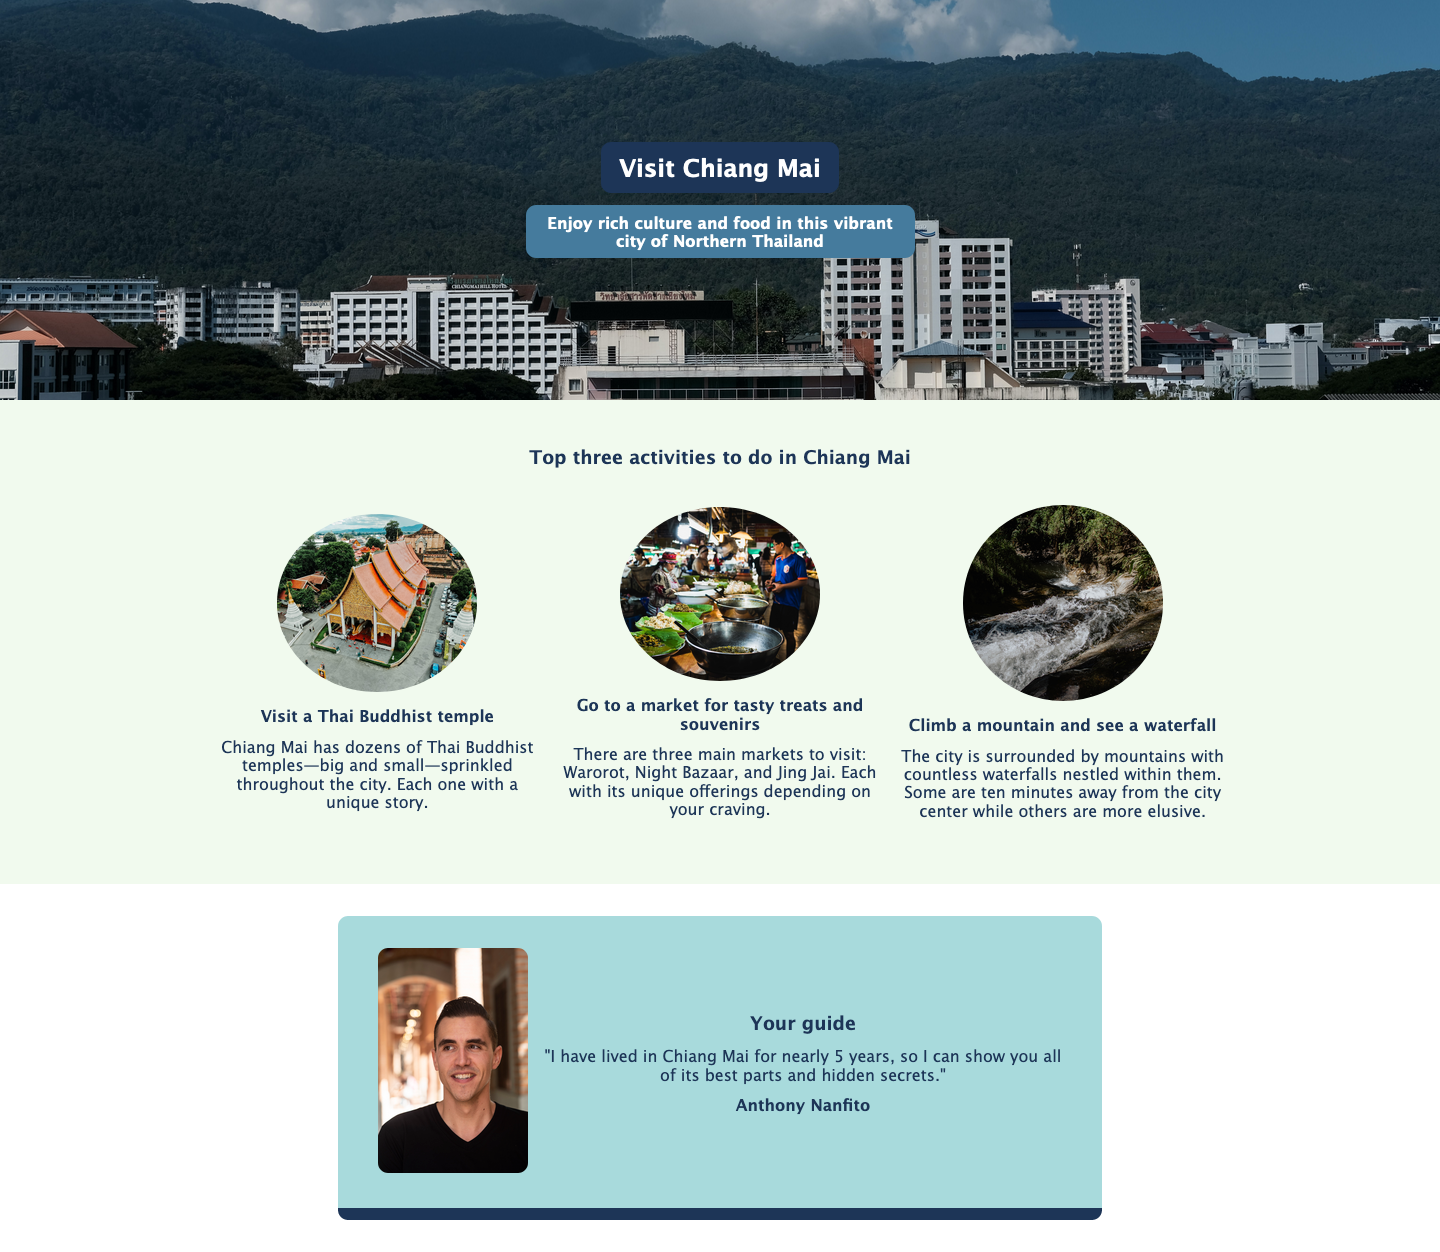 Visit Chiang Mai
Enjoy rich culture and food in this vibrant
city of Northern Thailand
CHIANGMAI HILL HOTEL
Top three activities to do in Chiang Mai
Visit a Thai Buddhist temple
Chiang Mai has dozens of Thai Buddhist
temples—big and small—sprinkled
throughout the city. Each one with a
unique story.
Go to a market for tasty treats and
souvenirs
There are three main markets to visit:
Warorot, Night Bazaar, and Jing Jai. Each
with its unique offerings depending on
your craving.
Climb a mountain and see a waterfall
The city is surrounded by mountains with
countless waterfalls nestled within them.
Some are ten minutes away from the city
center while others are more elusive.
Your guide
"I have lived in Chiang Mai for nearly 5 years, so I can show you all
of its best parts and hidden secrets."
Anthony Nanfito